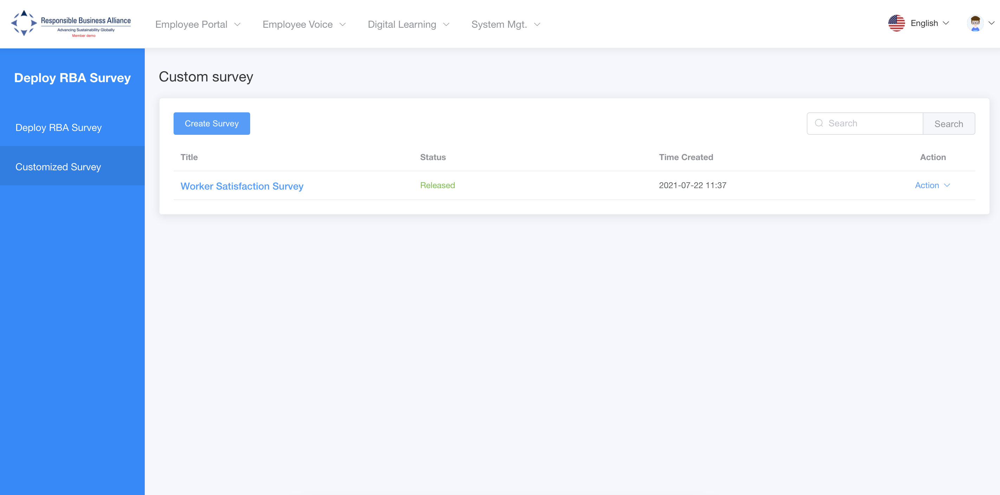 Responsible Business Alliance
Advancing Sustainability Globally
Member demo
Employee Portal
Employee Voice
Digital Learning
System Mgt.
English
Deploy RBA Survey
Deploy RBA Survey
Customized Survey
Custom survey
Create Survey
Search
Search
Title Status Time Created Action
Worker Satisfaction Survey Released 2021-07-22 11:37 Action